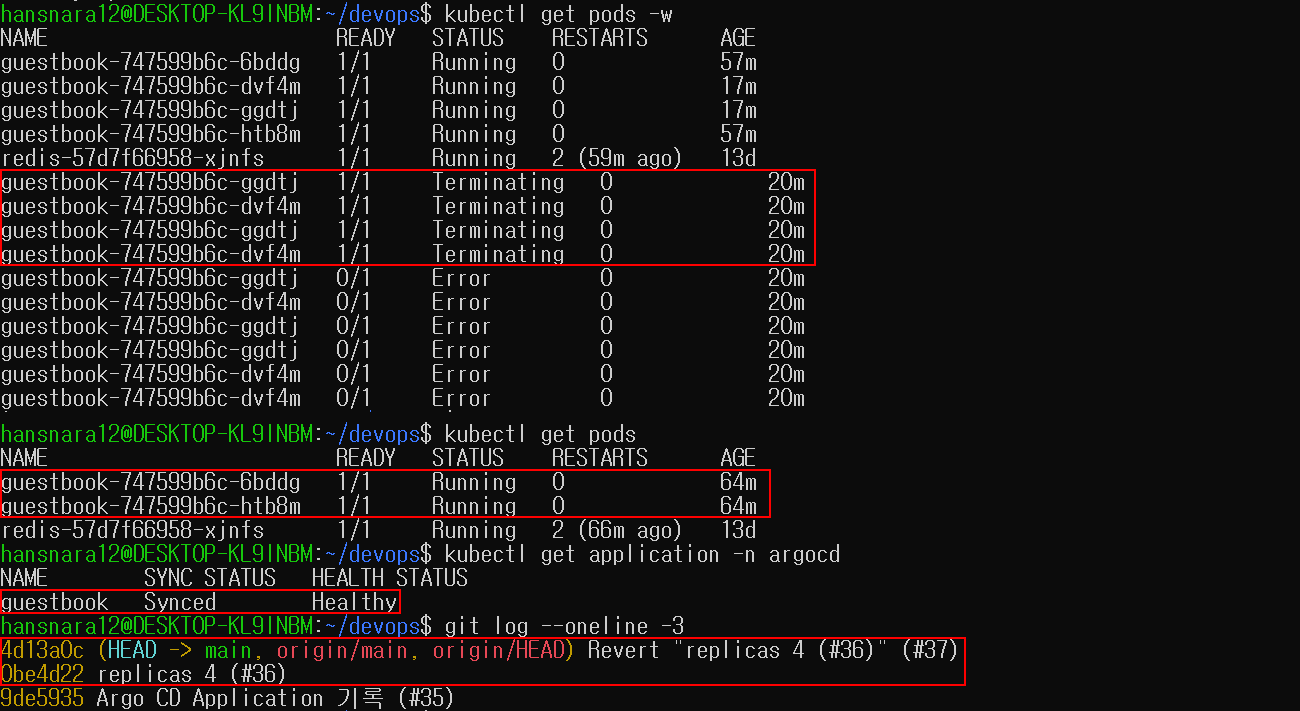 hansnara12@DESKTOP-KL9INBM:~/devops$ kubectl get pods -w
NAME                        READY   STATUS    RESTARTS      AGE
guestbook-747599b6c-6bddg   1/1     Running   0             57m
guestbook-747599b6c-dvf4m   1/1     Running   0             17m
guestbook-747599b6c-ggdtj   1/1     Running   0             17m
guestbook-747599b6c-htb8m   1/1     Running   0             57m
redis-57d7f66958-xjnfs      1/1     Running   2 (59m ago)   13d
guestbook-747599b6c-ggdtj   1/1     Terminating   0             20m
guestbook-747599b6c-dvf4m   1/1     Terminating   0             20m
guestbook-747599b6c-ggdtj   1/1     Terminating   0             20m
guestbook-747599b6c-dvf4m   1/1     Terminating   0             20m
guestbook-747599b6c-ggdtj   0/1     Error         0             20m
guestbook-747599b6c-dvf4m   0/1     Error         0             20m
guestbook-747599b6c-ggdtj   0/1     Error         0             20m
guestbook-747599b6c-ggdtj   0/1     Error         0             20m
guestbook-747599b6c-dvf4m   0/1     Error         0             20m
guestbook-747599b6c-dvf4m   0/1     Error         0             20m
hansnara12@DESKTOP-KL9INBM:~/devops$ kubectl get pods
NAME                        READY   STATUS    RESTARTS      AGE
guestbook-747599b6c-6bddg   1/1     Running   0             64m
guestbook-747599b6c-htb8m   1/1     Running   0             64m
redis-57d7f66958-xjnfs      1/1     Running   2 (66m ago)   13d
hansnara12@DESKTOP-KL9INBM:~/devops$ kubectl get application -n argocd
NAME        SYNC STATUS   HEALTH STATUS
guestbook   Synced        Healthy
hansnara12@DESKTOP-KL9INBM:~/devops$ git log --oneline -3
4d13a0c (HEAD -> main, origin/main, origin/HEAD) Revert "replicas 4 (#36)" (#37)
0be4d22 replicas 4 (#36)
9de5935 Argo CD Application 기록 (#35)